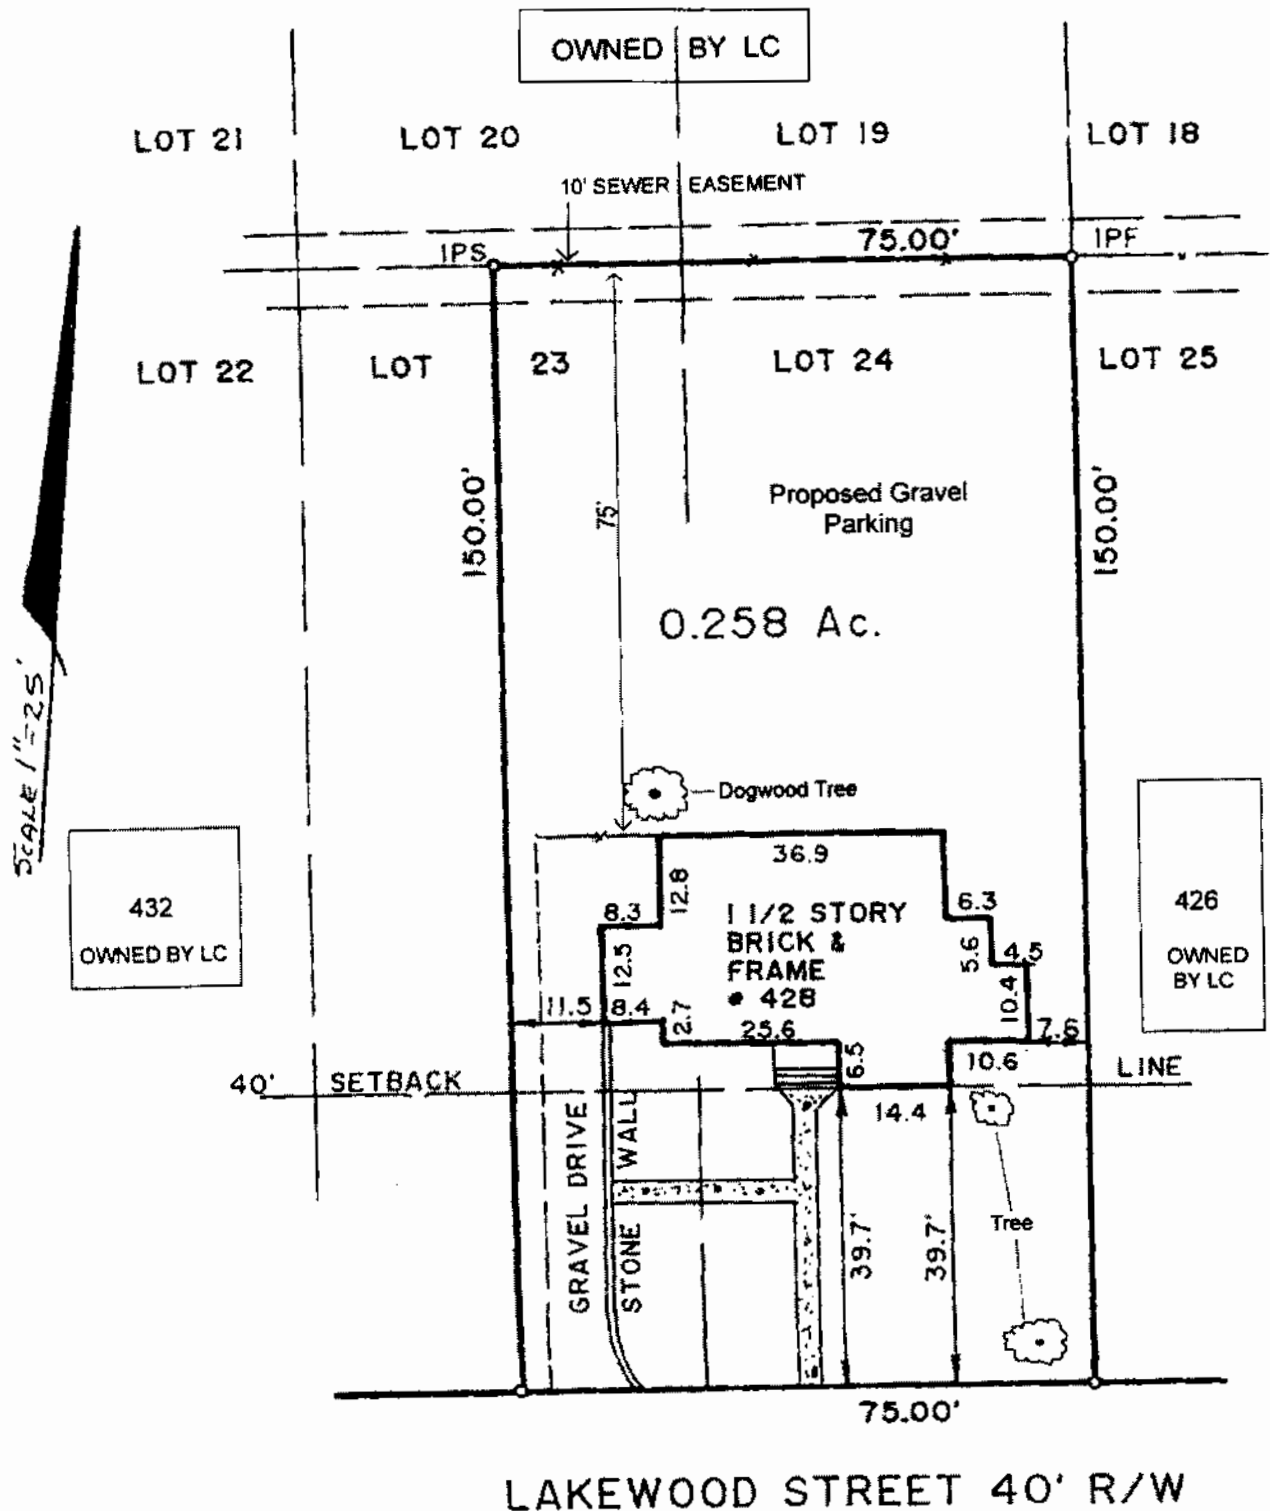 OWNED BY LC
LOT 21
LOT 20
LOT 19
LOT 18
10' SEWER EASEMENT
IPS
75.00'
IPF
LOT 22
LOT 23
LOT 24
LOT 25
150.00'
75'
Proposed Gravel
Parking
150.00'
0.258 Ac.
SCALE 1"=25'
Dogwood Tree
432
OWNED BY LC
426
OWNED
BY LC
36.9
12.8
8.3
6.3
1 1/2 STORY
BRICK &
FRAME
# 428
12.5
5.6
4.5
10.4
11.5
8.4
2.7
25.6
6.5
7.6
10.6
40' SETBACK LINE
14.4
GRAVEL DRIVE
STONE WALL
39.7'
39.7'
Tree
75.00'
LAKEWOOD STREET 40' R/W